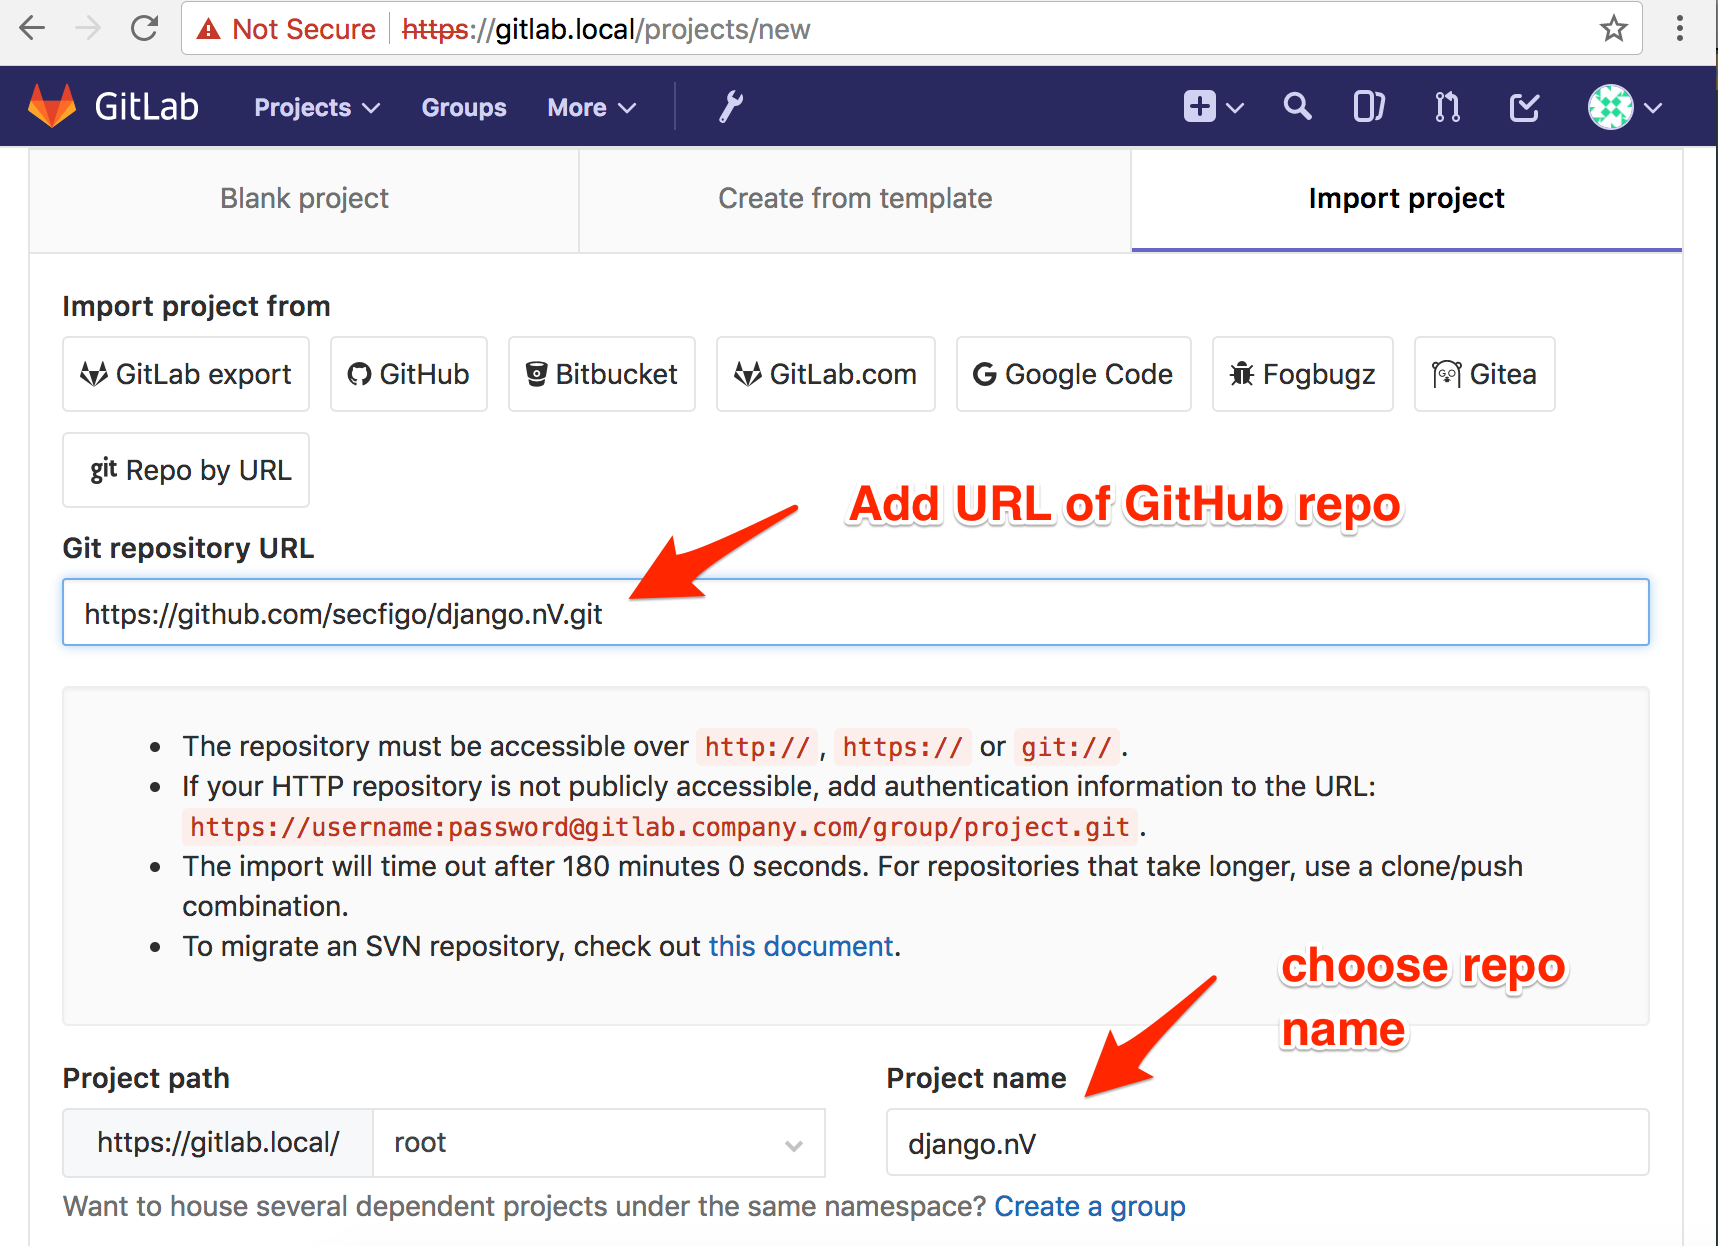 Not Secure https://gitlab.local/projects/new
GitLab Projects Groups More
Blank project Create from template Import project
Import project from
GitLab export GitHub Bitbucket GitLab.com Google Code Fogbugz Gitea
git Repo by URL
Add URL of GitHub repo
Git repository URL
https://github.com/secfigo/django.nV.git
The repository must be accessible over http://, https:// or git://.
If your HTTP repository is not publicly accessible, add authentication information to the URL:
https://username:password@gitlab.company.com/group/project.git.
The import will time out after 180 minutes 0 seconds. For repositories that take longer, use a clone/push
combination.
To migrate an SVN repository, check out this document.
choose repo
name
Project path Project name
https://gitlab.local/ root django.nV
Want to house several dependent projects under the same namespace? Create a group